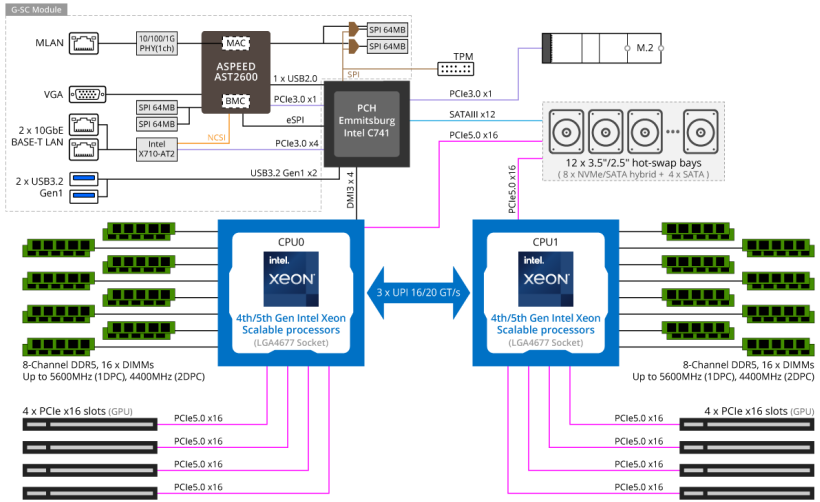 G-SC Module
MLAN
10/100/1G
PHY(1ch)
MAC
ASPEED
AST2600
BMC
SPI 64MB
SPI 64MB
SPI
TPM
M.2
VGA
SPI 64MB
SPI 64MB
1 x USB2.0
PCIe3.0 x1
eSPI
NCSI
PCH
Emmitsburg
Intel C741
PCIe3.0 x1
SATAIII x12
PCIe5.0 x16
2 x 10GbE
BASE-T LAN
Intel
X710-AT2
PCIe3.0 x4
2 x USB3.2
Gen1
USB3.2 Gen1 x2
DMI3 x 4
PCIe5.0 x16
12 x 3.5"/2.5" hot-swap bays
( 8 x NVMe/SATA hybrid + 4 x SATA )
CPU0
intel.
XEON
4th/5th Gen Intel Xeon
Scalable processors
(LGA4677 Socket)
3 x UPI 16/20 GT/s
CPU1
intel.
XEON
4th/5th Gen Intel Xeon
Scalable processors
(LGA4677 Socket)
8-Channel DDR5, 16 x DIMMs
Up to 5600MHz (1DPC), 4400MHz (2DPC)
8-Channel DDR5, 16 x DIMMs
Up to 5600MHz (1DPC), 4400MHz (2DPC)
4 x PCIe x16 slots (GPU)
PCIe5.0 x16
PCIe5.0 x16
PCIe5.0 x16
PCIe5.0 x16
4 x PCIe x16 slots (GPU)
PCIe5.0 x16
PCIe5.0 x16
PCIe5.0 x16
PCIe5.0 x16